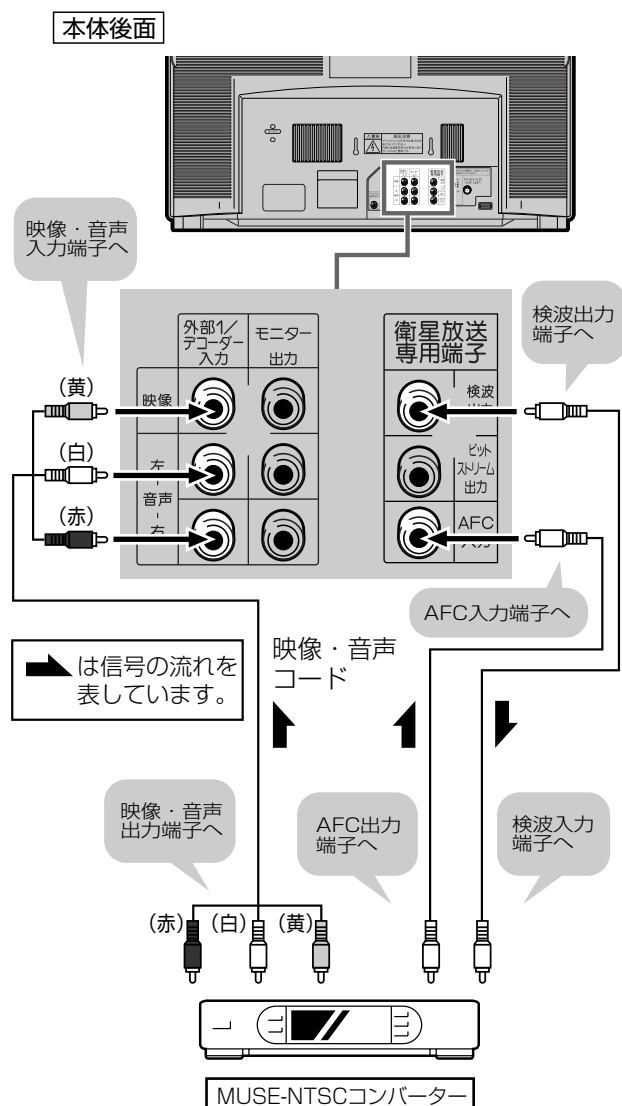 本体後面
映像・音声
入力端子へ
外部1／
デコーダー
入力
モニター
出力
衛星放送
専用端子
検波出力
端子へ
(黄)
映像
検波
出力
(白)
左
音声
右
ビット
ストリーム
出力
(赤)
AFC
入力
AFC入力端子へ
は信号の流れを
表しています。
映像・音声
コード
映像・音声
出力端子へ
AFC出力
端子へ
検波入力
端子へ
(赤) (白) (黄)
MUSE-NTSCコンバーター